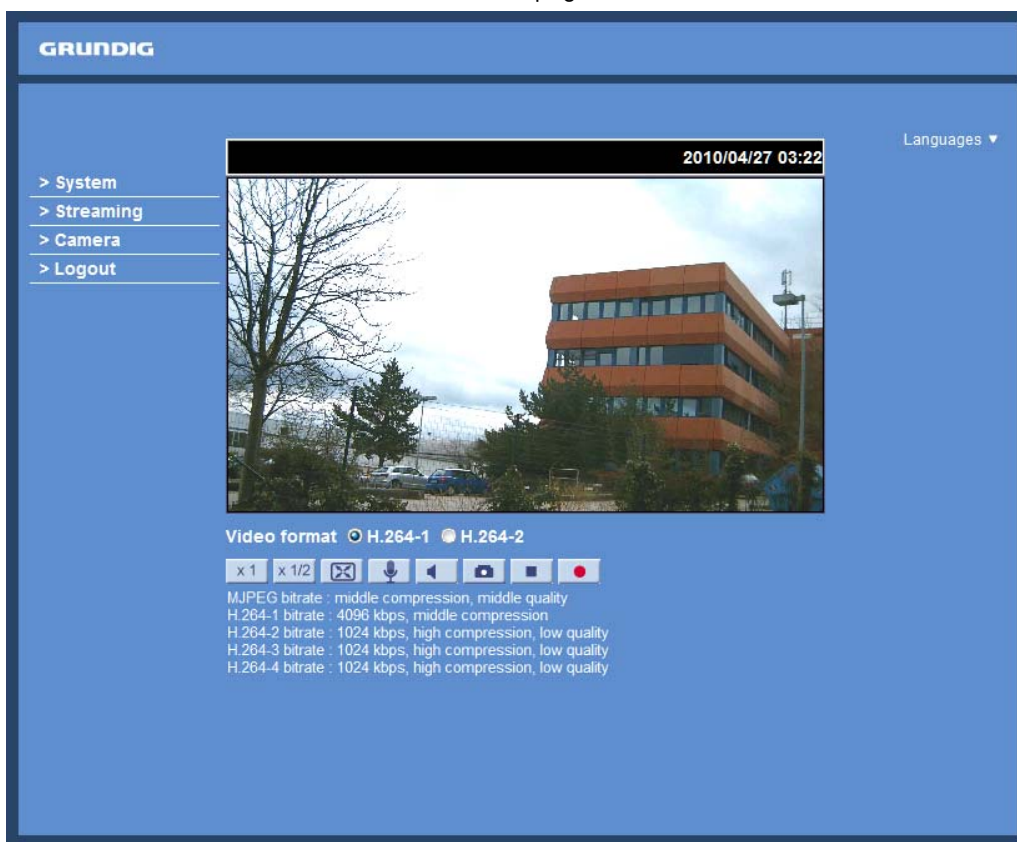 GRUNDIG
Languages ▼
2010/04/27 03:22
> System
> Streaming
> Camera
> Logout
Video format H.264-1 H.264-2
x 1 x 1/2
MJPEG bitrate : middle compression, middle quality
H.264-1 bitrate : 4096 kbps, middle compression
H.264-2 bitrate : 1024 kbps, high compression, low quality
H.264-3 bitrate : 1024 kbps, high compression, low quality
H.264-4 bitrate : 1024 kbps, high compression, low quality